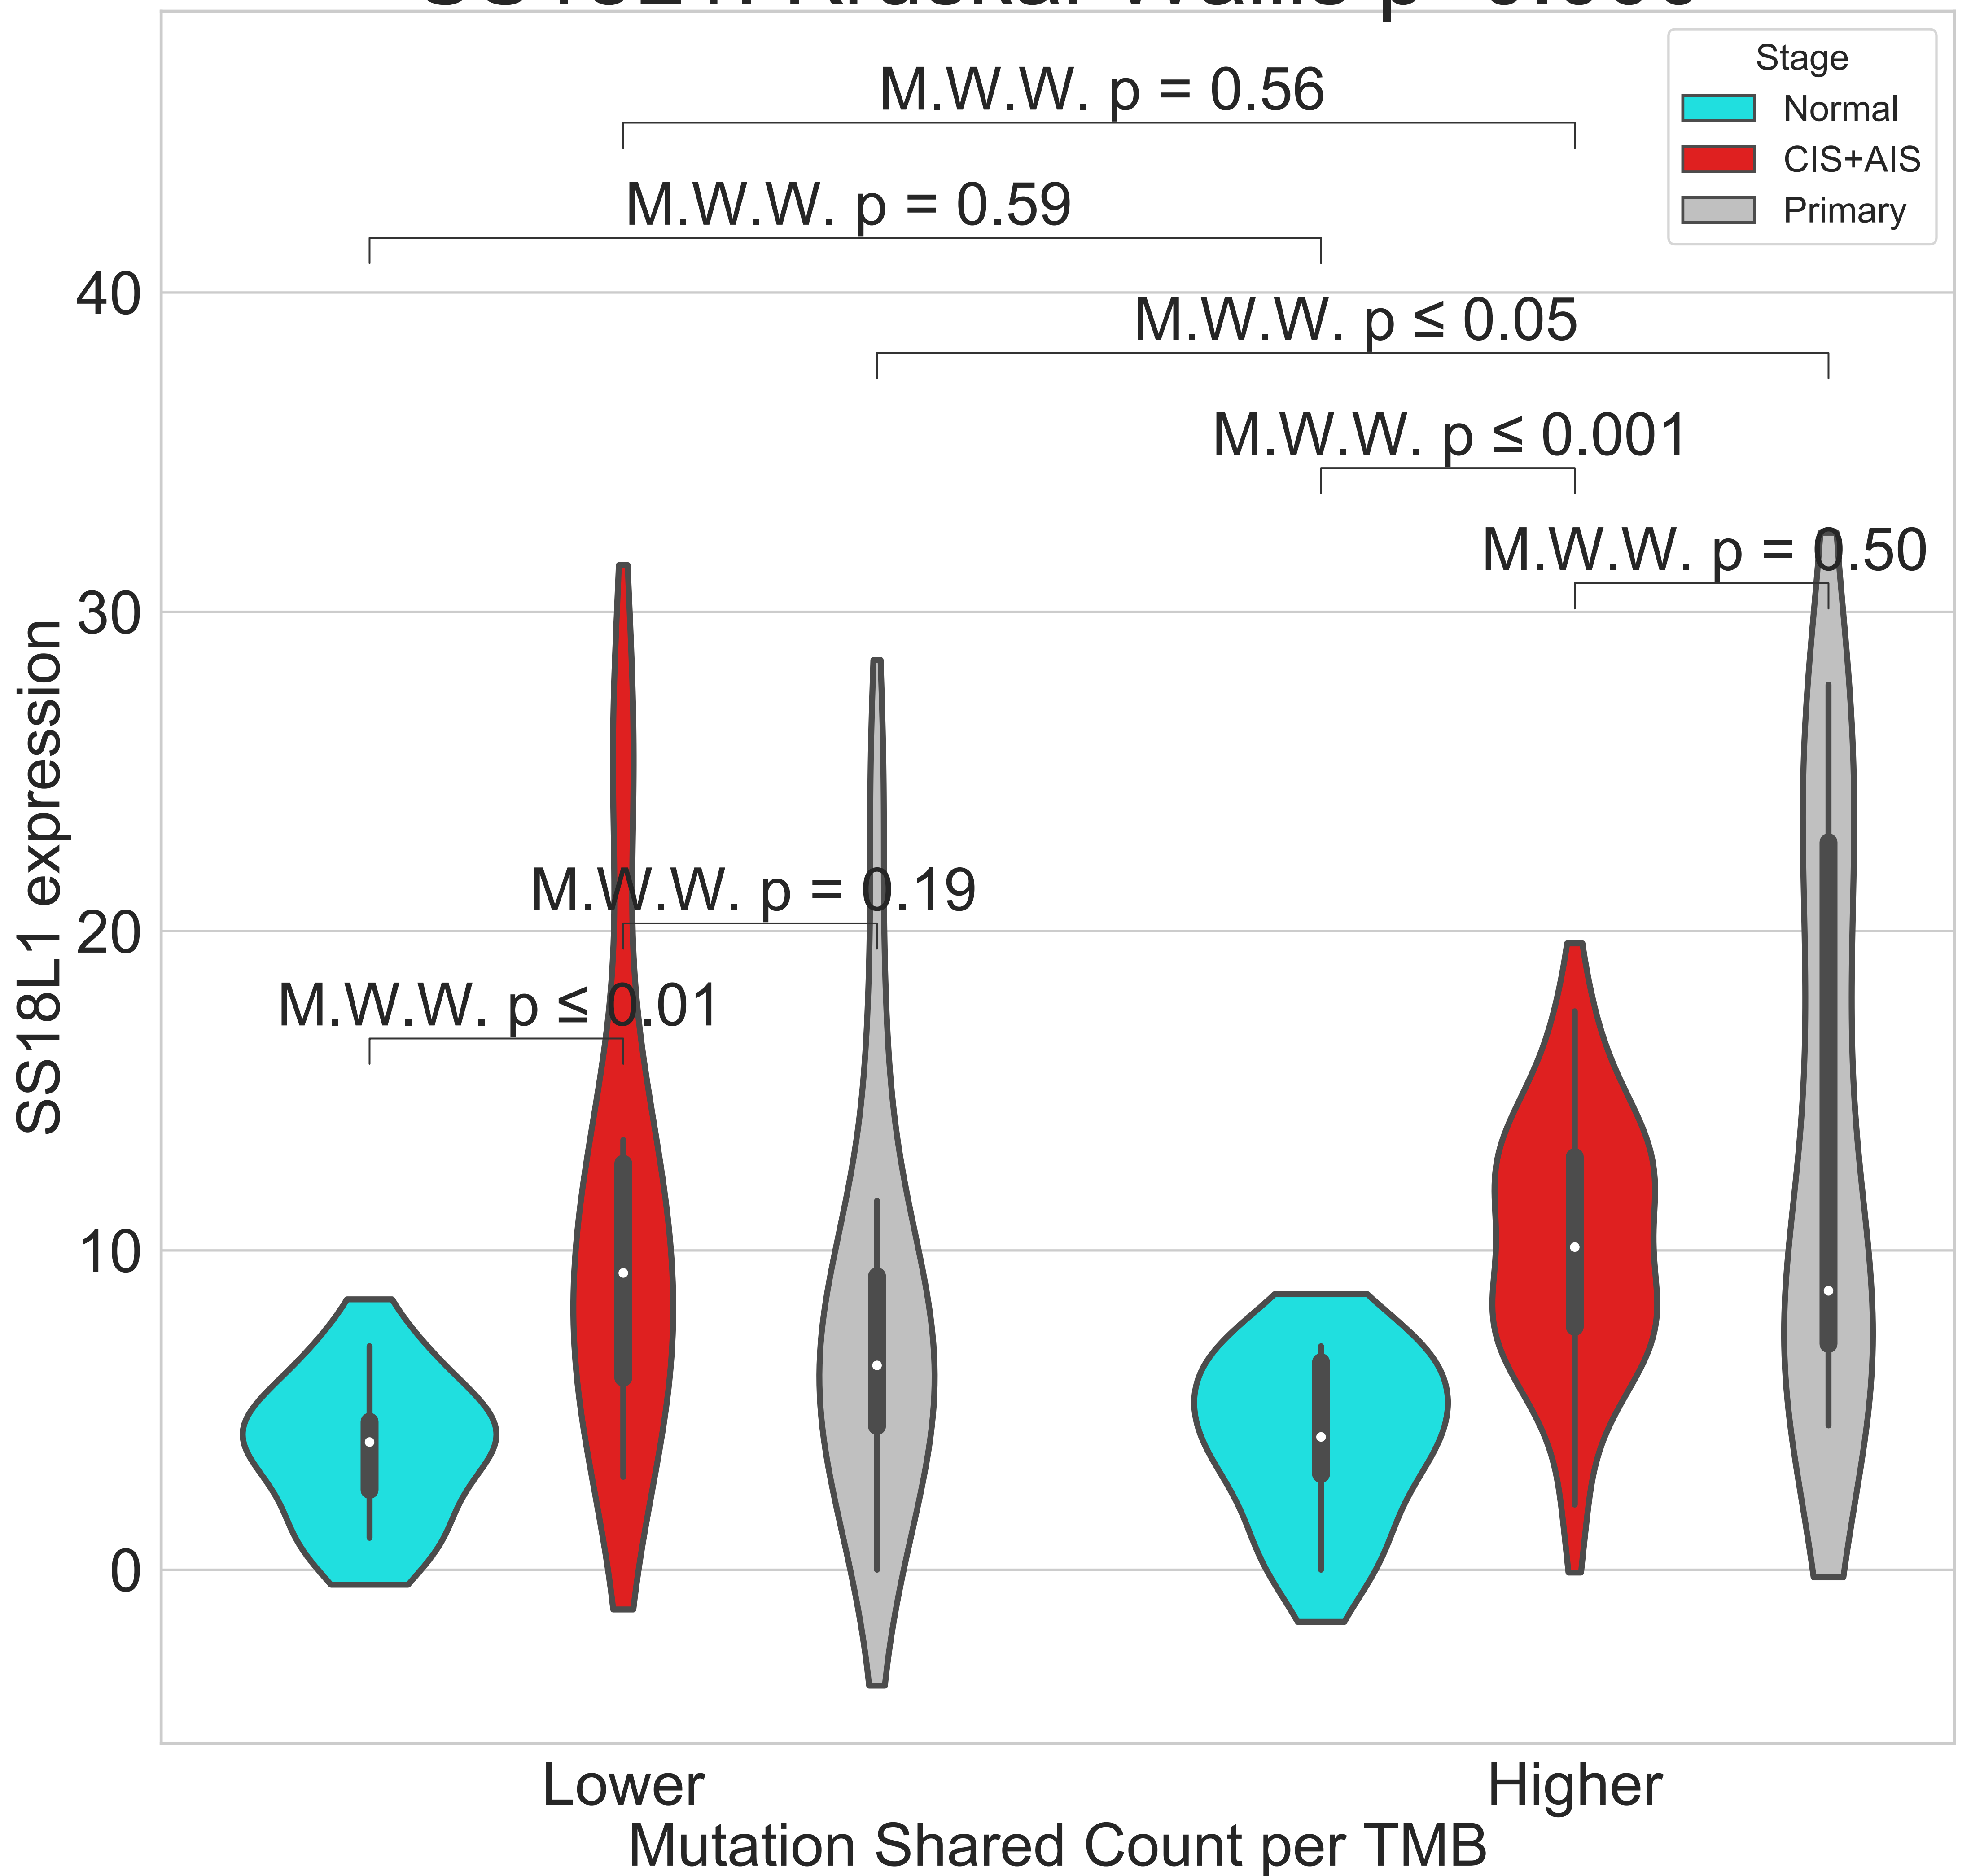 Stage
Normal
CIS+AIS
Primary
M.W.W. p = 0.56
M.W.W. p = 0.59
M.W.W. p ≤ 0.05
M.W.W. p ≤ 0.001
M.W.W. p = 0.50
M.W.W. p = 0.19
M.W.W. p ≤ 0.01
40
30
20
10
0
SS18L1 expression
Lower
Higher
Mutation Shared Count per TMB